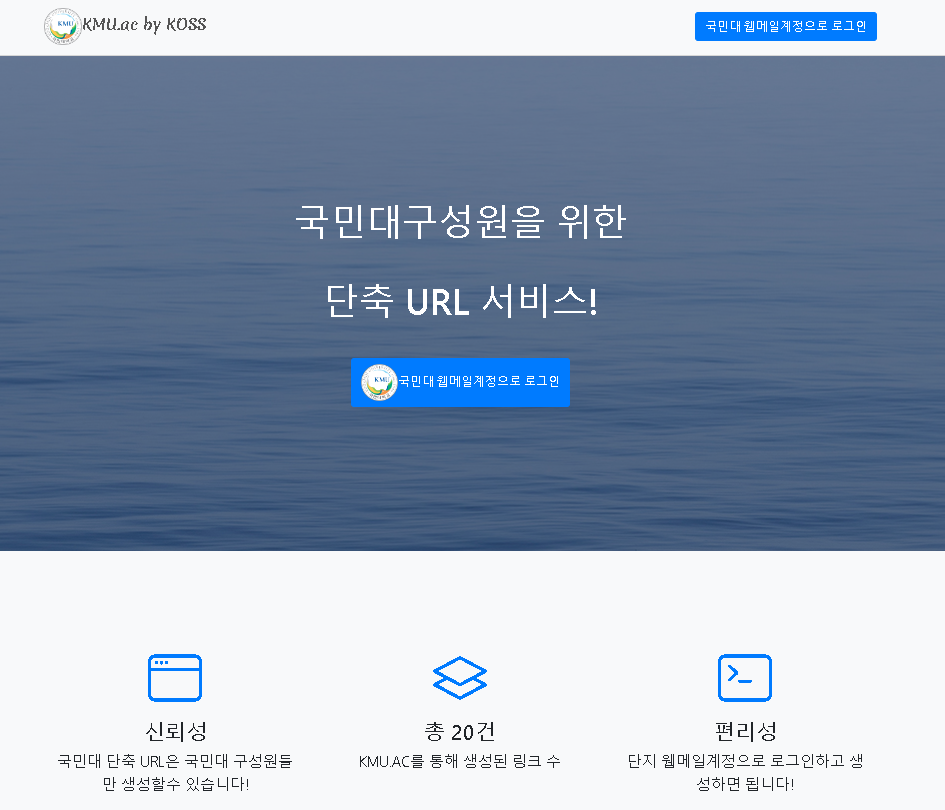 KMU.ac by KOSS
국민대 웹메일계정으로 로그인
국민대구성원을 위한
단축 URL 서비스!
KMU
국민대 웹메일계정으로 로그인
신뢰성
국민대 단축 URL은 국민대 구성원들
만 생성할수 있습니다!
총 20건
KMU.AC를 통해 생성된 링크 수
편리성
단지 웹메일계정으로 로그인하고 생
성하면 됩니다!